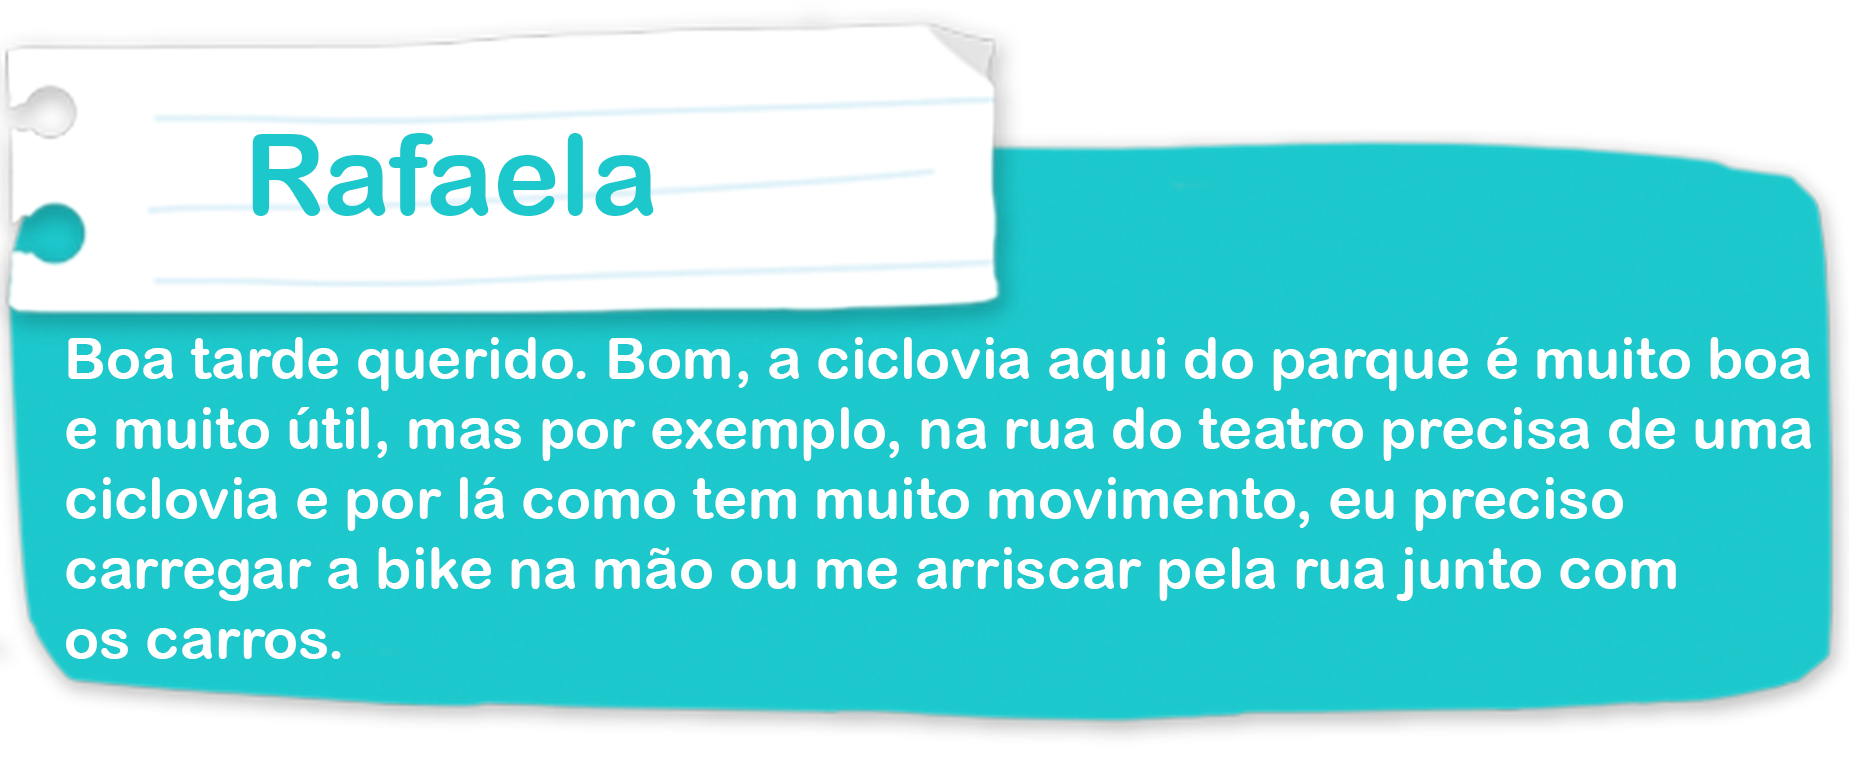 Rafaela
Boa tarde querido. Bom, a ciclovia aqui do parque é muito boa
e muito útil, mas por exemplo, na rua do teatro precisa de uma
ciclovia e por lá como tem muito movimento, eu preciso
carregar a bike na mão ou me arriscar pela rua junto com
os carros.